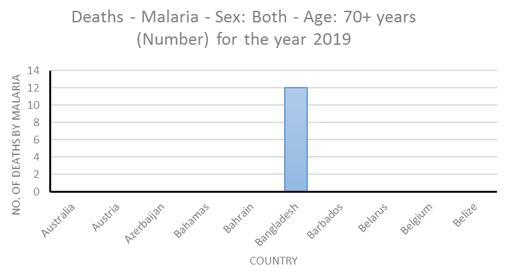 Deaths - Malaria - Sex: Both - Age: 70+ years
(Number) for the year 2019
NO. OF DEATHS BY MALARIA
14
12
10
8
6
4
2
0
Australia
Austria
Azerbaijan
Bahamas
Bahrain
Bangladesh
Barbados
Belarus
Belgium
Belize
COUNTRY